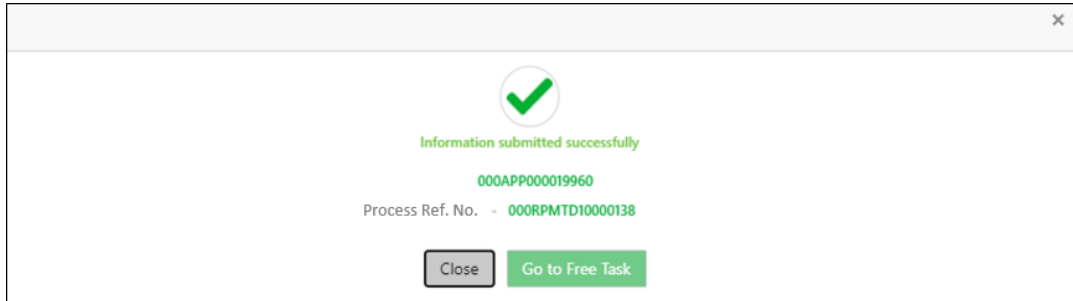 ×
Information submitted successfully
000APP000019960
Process Ref. No. - 000RPMTD10000138
Close Go to Free Task